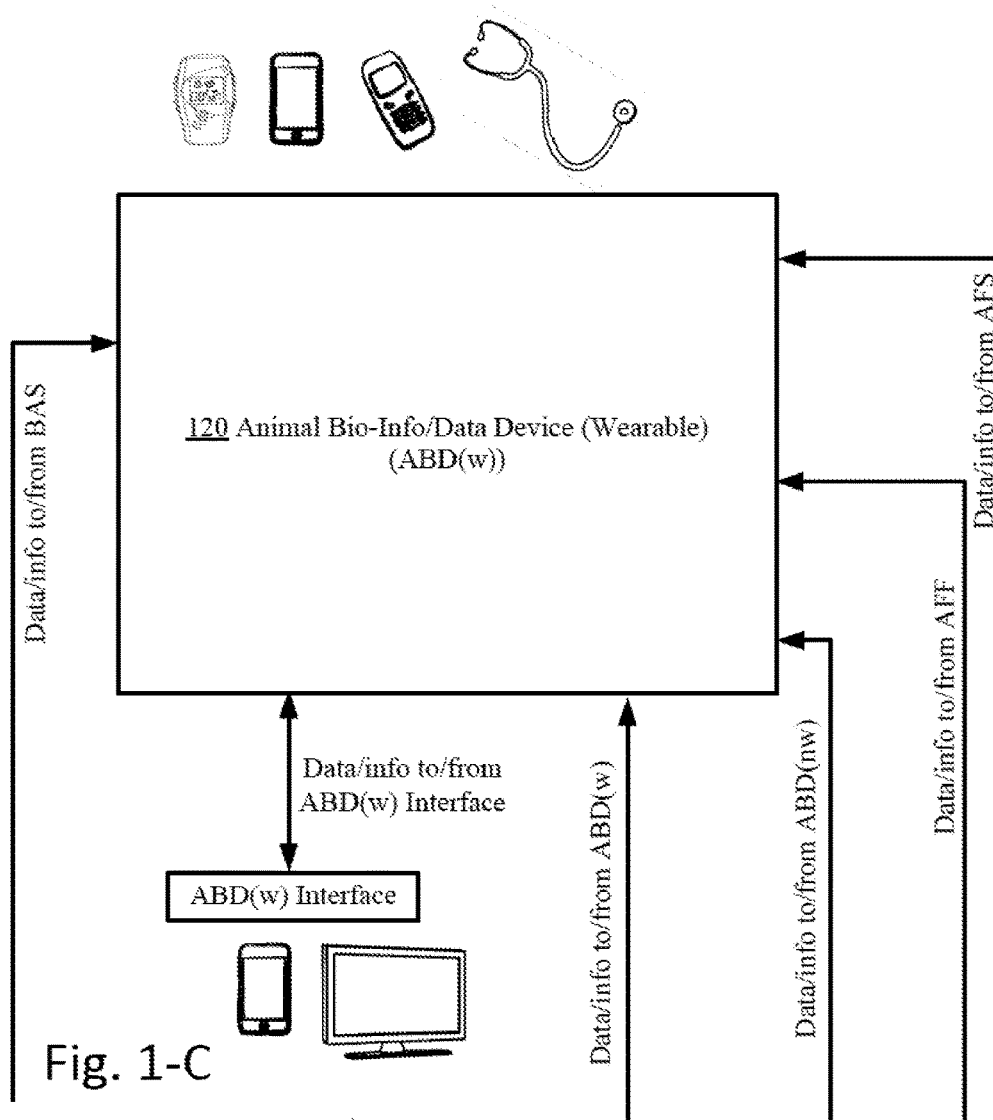 120 Animal Bio-Info/Data Device (Wearable)
(ABD(w))
Data/info to/from BAS
Data/info to/from AFS
Data/info to/from AFF
Data/info to/from ABD(nw)
Data/info to/from ABD(w)
Data/info to/from
ABD(w) Interface
ABD(w) Interface
Fig. 1-C